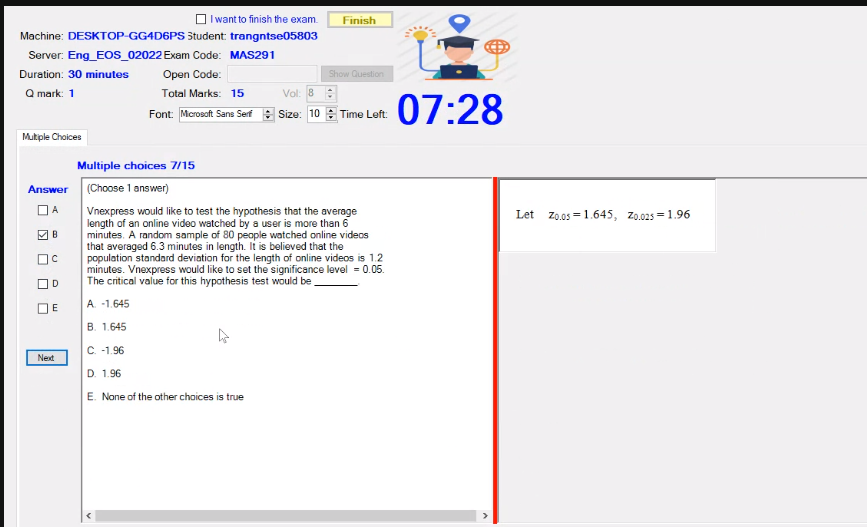 I want to finish the exam. Finish
Machine: DESKTOP-GG4D6PS Student: trangntse05803
Server: Eng_EOS_02022 Exam Code: MAS291
Duration: 30 minutes Open Code: Show Question
Q mark: 1 Total Marks: 15 Vol: 8
Font: Microsoft Sans Serif Size: 10 Time Left: 07:28
Multiple Choices
Multiple choices 7/15
Answer
A
B
C
D
E
Next
(Choose 1 answer)
Vnexpress would like to test the hypothesis that the average
length of an online video watched by a user is more than 6
minutes. A random sample of 80 people watched online videos
that averaged 6.3 minutes in length. It is believed that the
population standard deviation for the length of online videos is 1.2
minutes. Vnexpress would like to set the significance level = 0.05.
The critical value for this hypothesis test would be ________.
A. -1.645
B. 1.645
C. -1.96
D. 1.96
E. None of the other choices is true
Let z0.05 = 1.645, z0.025 = 1.96